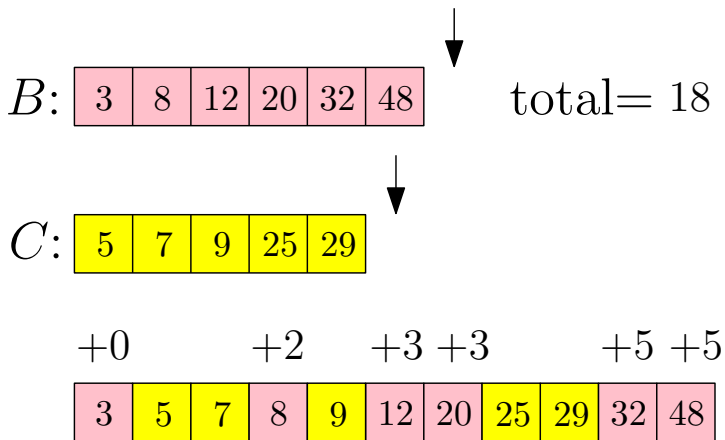 B: 3 8 12 20 32 48 total= 18
C: 5 7 9 25 29
+0 +2 +3 +3 +5 +5
3 5 7 8 9 12 20 25 29 32 48